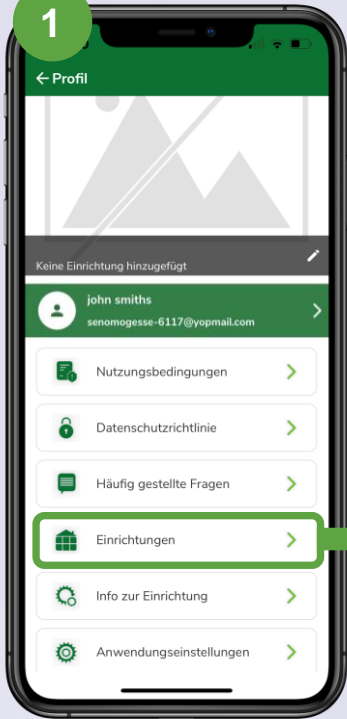 1
Profil
Keine Einrichtung hinzugefügt
john smiths
senomogesse-6117@yopmail.com
Nutzungsbedingungen
Datenschutzrichtlinie
Häufig gestellte Fragen
Einrichtungen
Info zur Einrichtung
Anwendungseinstellungen